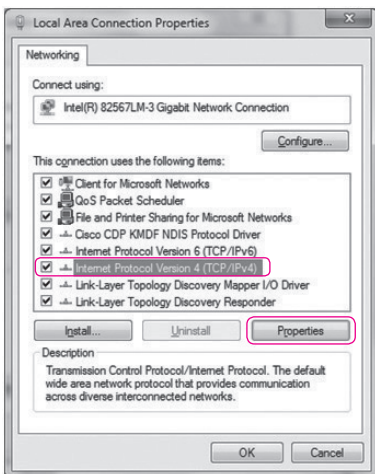 Local Area Connection Properties
Networking
Connect using:
Intel(R) 82567LM-3 Gigabit Network Connection
Configure...
This connection uses the following items:
Client for Microsoft Networks
QoS Packet Scheduler
File and Printer Sharing for Microsoft Networks
Cisco CDP KMDF NDIS Protocol Driver
Internet Protocol Version 6 (TCP/IPv6)
Internet Protocol Version 4 (TCP/IPv4)
Link-Layer Topology Discovery Mapper I/O Driver
Link-Layer Topology Discovery Responder
Install...
Uninstall
Properties
Description
Transmission Control Protocol/Internet Protocol. The default
wide area network protocol that provides communication
across diverse interconnected networks.
OK
Cancel